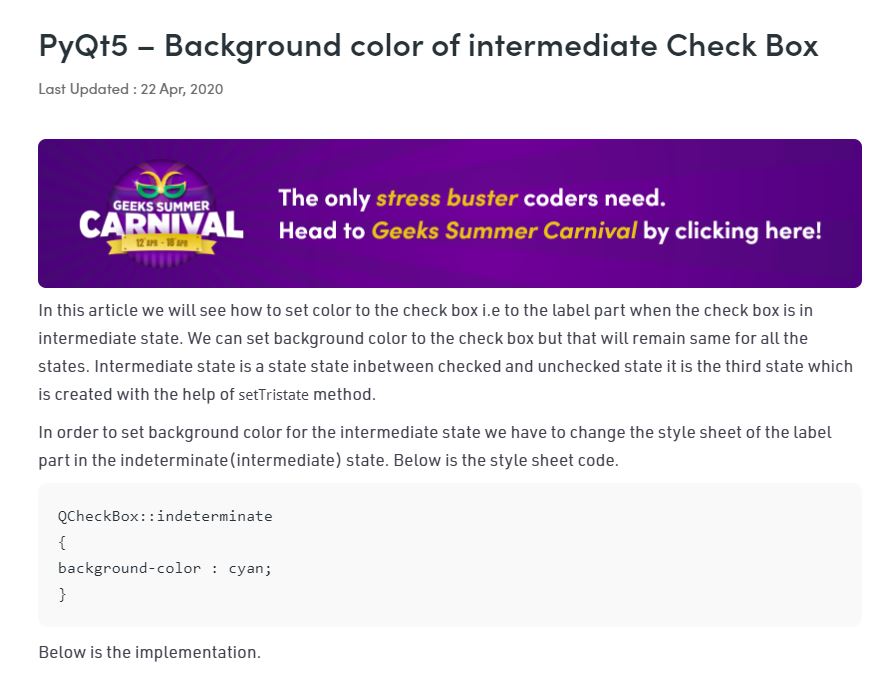 PyQt5 – Background color of intermediate Check Box
Last Updated : 22 Apr, 2020
GEEKS SUMMER
CARNIVAL
12 APR - 18 APR
The only stress buster coders need.
Head to Geeks Summer Carnival by clicking here!
In this article we will see how to set color to the check box i.e to the label part when the check box is in
intermediate state. We can set background color to the check box but that will remain same for all the
states. Intermediate state is a state state inbetween checked and unchecked state it is the third state which
is created with the help of setTristate method.
In order to set background color for the intermediate state we have to change the style sheet of the label
part in the indeterminate(intermediate) state. Below is the style sheet code.
QCheckBox::indeterminate
{
background-color : cyan;
}
Below is the implementation.